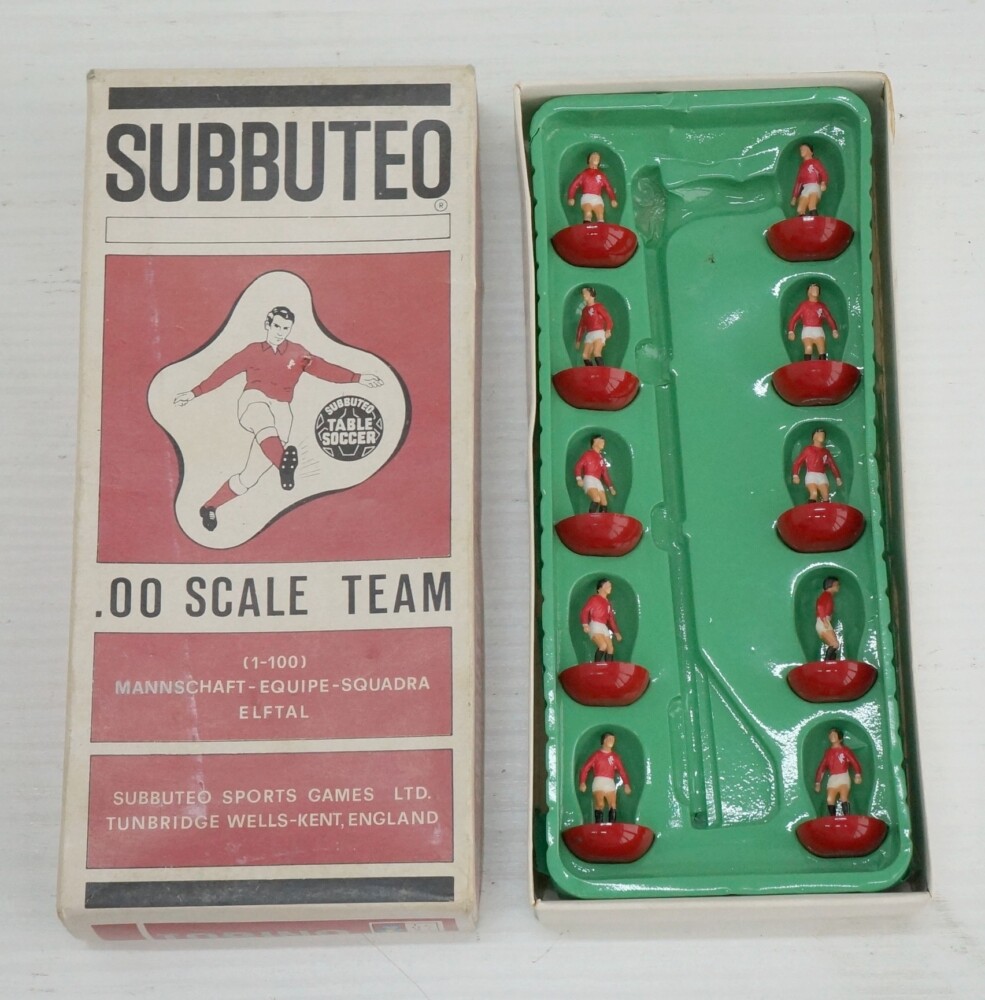 SUBBUTEO
®
SUBBUTEO
TABLE
SOCCER
.00 SCALE TEAM
(1-100)
MANNSCHAFT-EQUIPE-SQUADRA
ELFTAL
SUBBUTEO SPORTS GAMES LTD.
TUNBRIDGE WELLS-KENT, ENGLAND